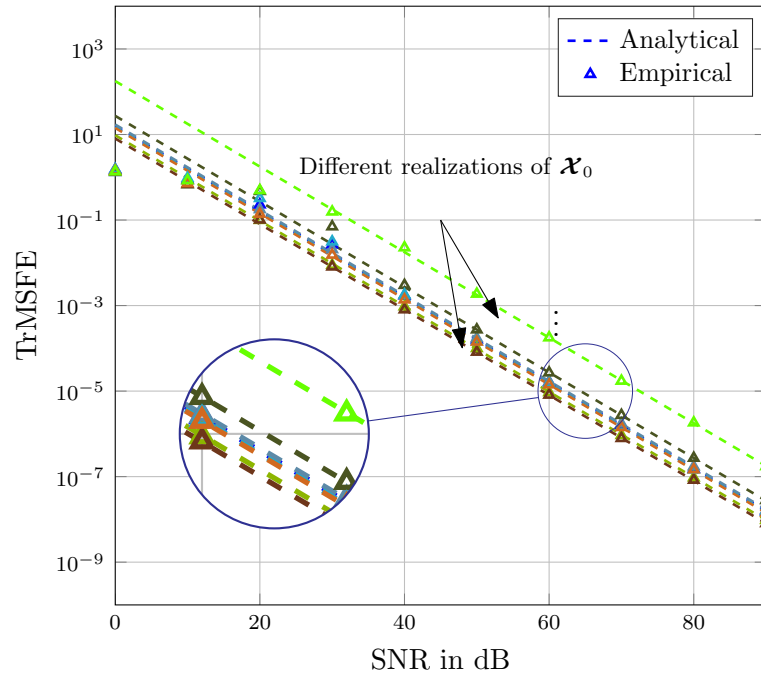 10^3
10^1
10^−1
10^−3
10^−5
10^−7
10^−9
0
20
40
60
80
TrMSFE
SNR in dB
Analytical
Empirical
Different realizations of 𝓧₀